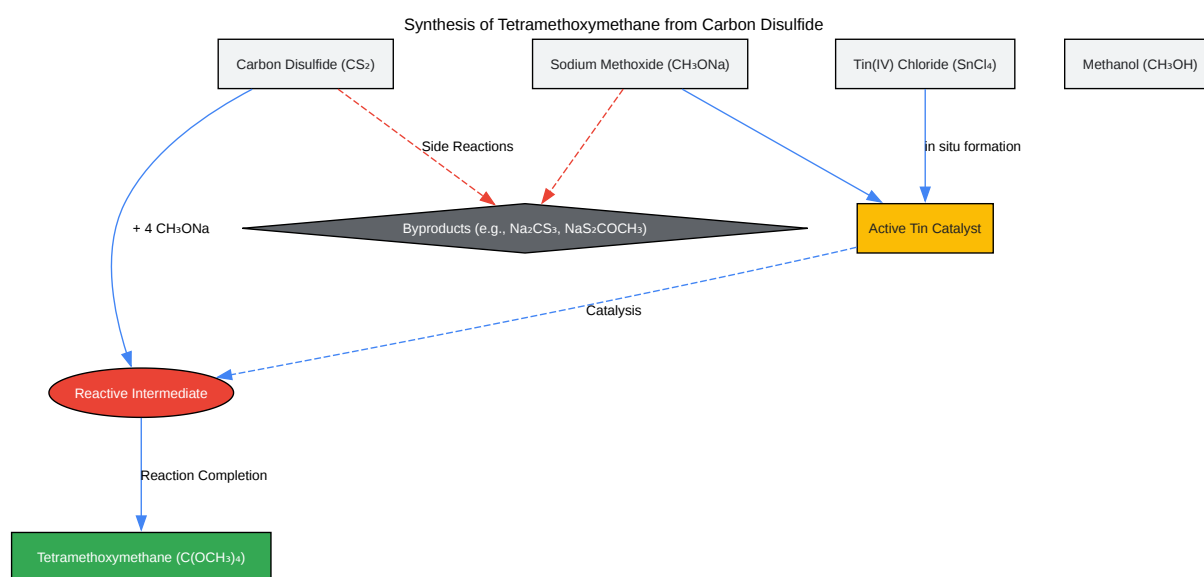 Synthesis of Tetramethoxymethane from Carbon Disulfide
Carbon Disulfide (CS₂)
Sodium Methoxide (CH₃ONa)
Tin(IV) Chloride (SnCl₄)
Methanol (CH₃OH)
Side Reactions
in situ formation
+ 4 CH₃ONa
Byproducts (e.g., Na₂CS₃, NaS₂COCH₃)
Active Tin Catalyst
Catalysis
Reactive Intermediate
Reaction Completion
Tetramethoxymethane (C(OCH₃)₄)